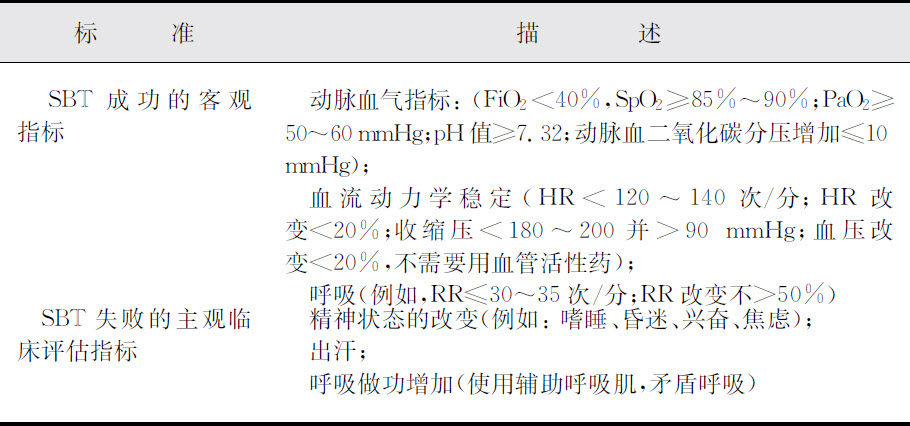 标 准 描 述
SBT 成功的客观 动脉血气指标:(FiO₂<40%,SpO₂≥85%~90%;PaO₂≥
指标 50~60 mmHg;pH 值≥7.32;动脉血二氧化碳分压增加≤10
mmHg);
血流动力学稳定(HR<120~140 次/分;HR 改
变<20%;收缩压<180~200 并>90 mmHg;血压改
变<20%,不需要用血管活性药);
呼吸(例如,RR≤30~35 次/分;RR 改变不>50%)
SBT 失败的主观临 精神状态的改变(例如:嗜睡、昏迷、兴奋、焦虑);
床评估指标 出汗;
呼吸做功增加(使用辅助呼吸肌,矛盾呼吸)